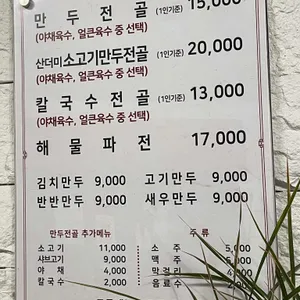 만두전골 (1인기준) 15,000
(야채육수, 얼큰육수 중 선택)
산더미소고기만두전골 (1인기준) 20,000
(야채육수, 얼큰육수 중 선택)
칼국수전골 (1인기준) 13,000
(야채육수, 얼큰육수 중 선택)
해물파전 17,000
김치만두 9,000 고기만두 9,000
반반만두 9,000 새우만두 9,000
만두전골 추가메뉴 주류
소고기 11,000 소주 5,000
샤브고기 9,000 맥주 5,000
야채 4,000 막걸리 4,000
칼국수 2,000 음료수 2,000